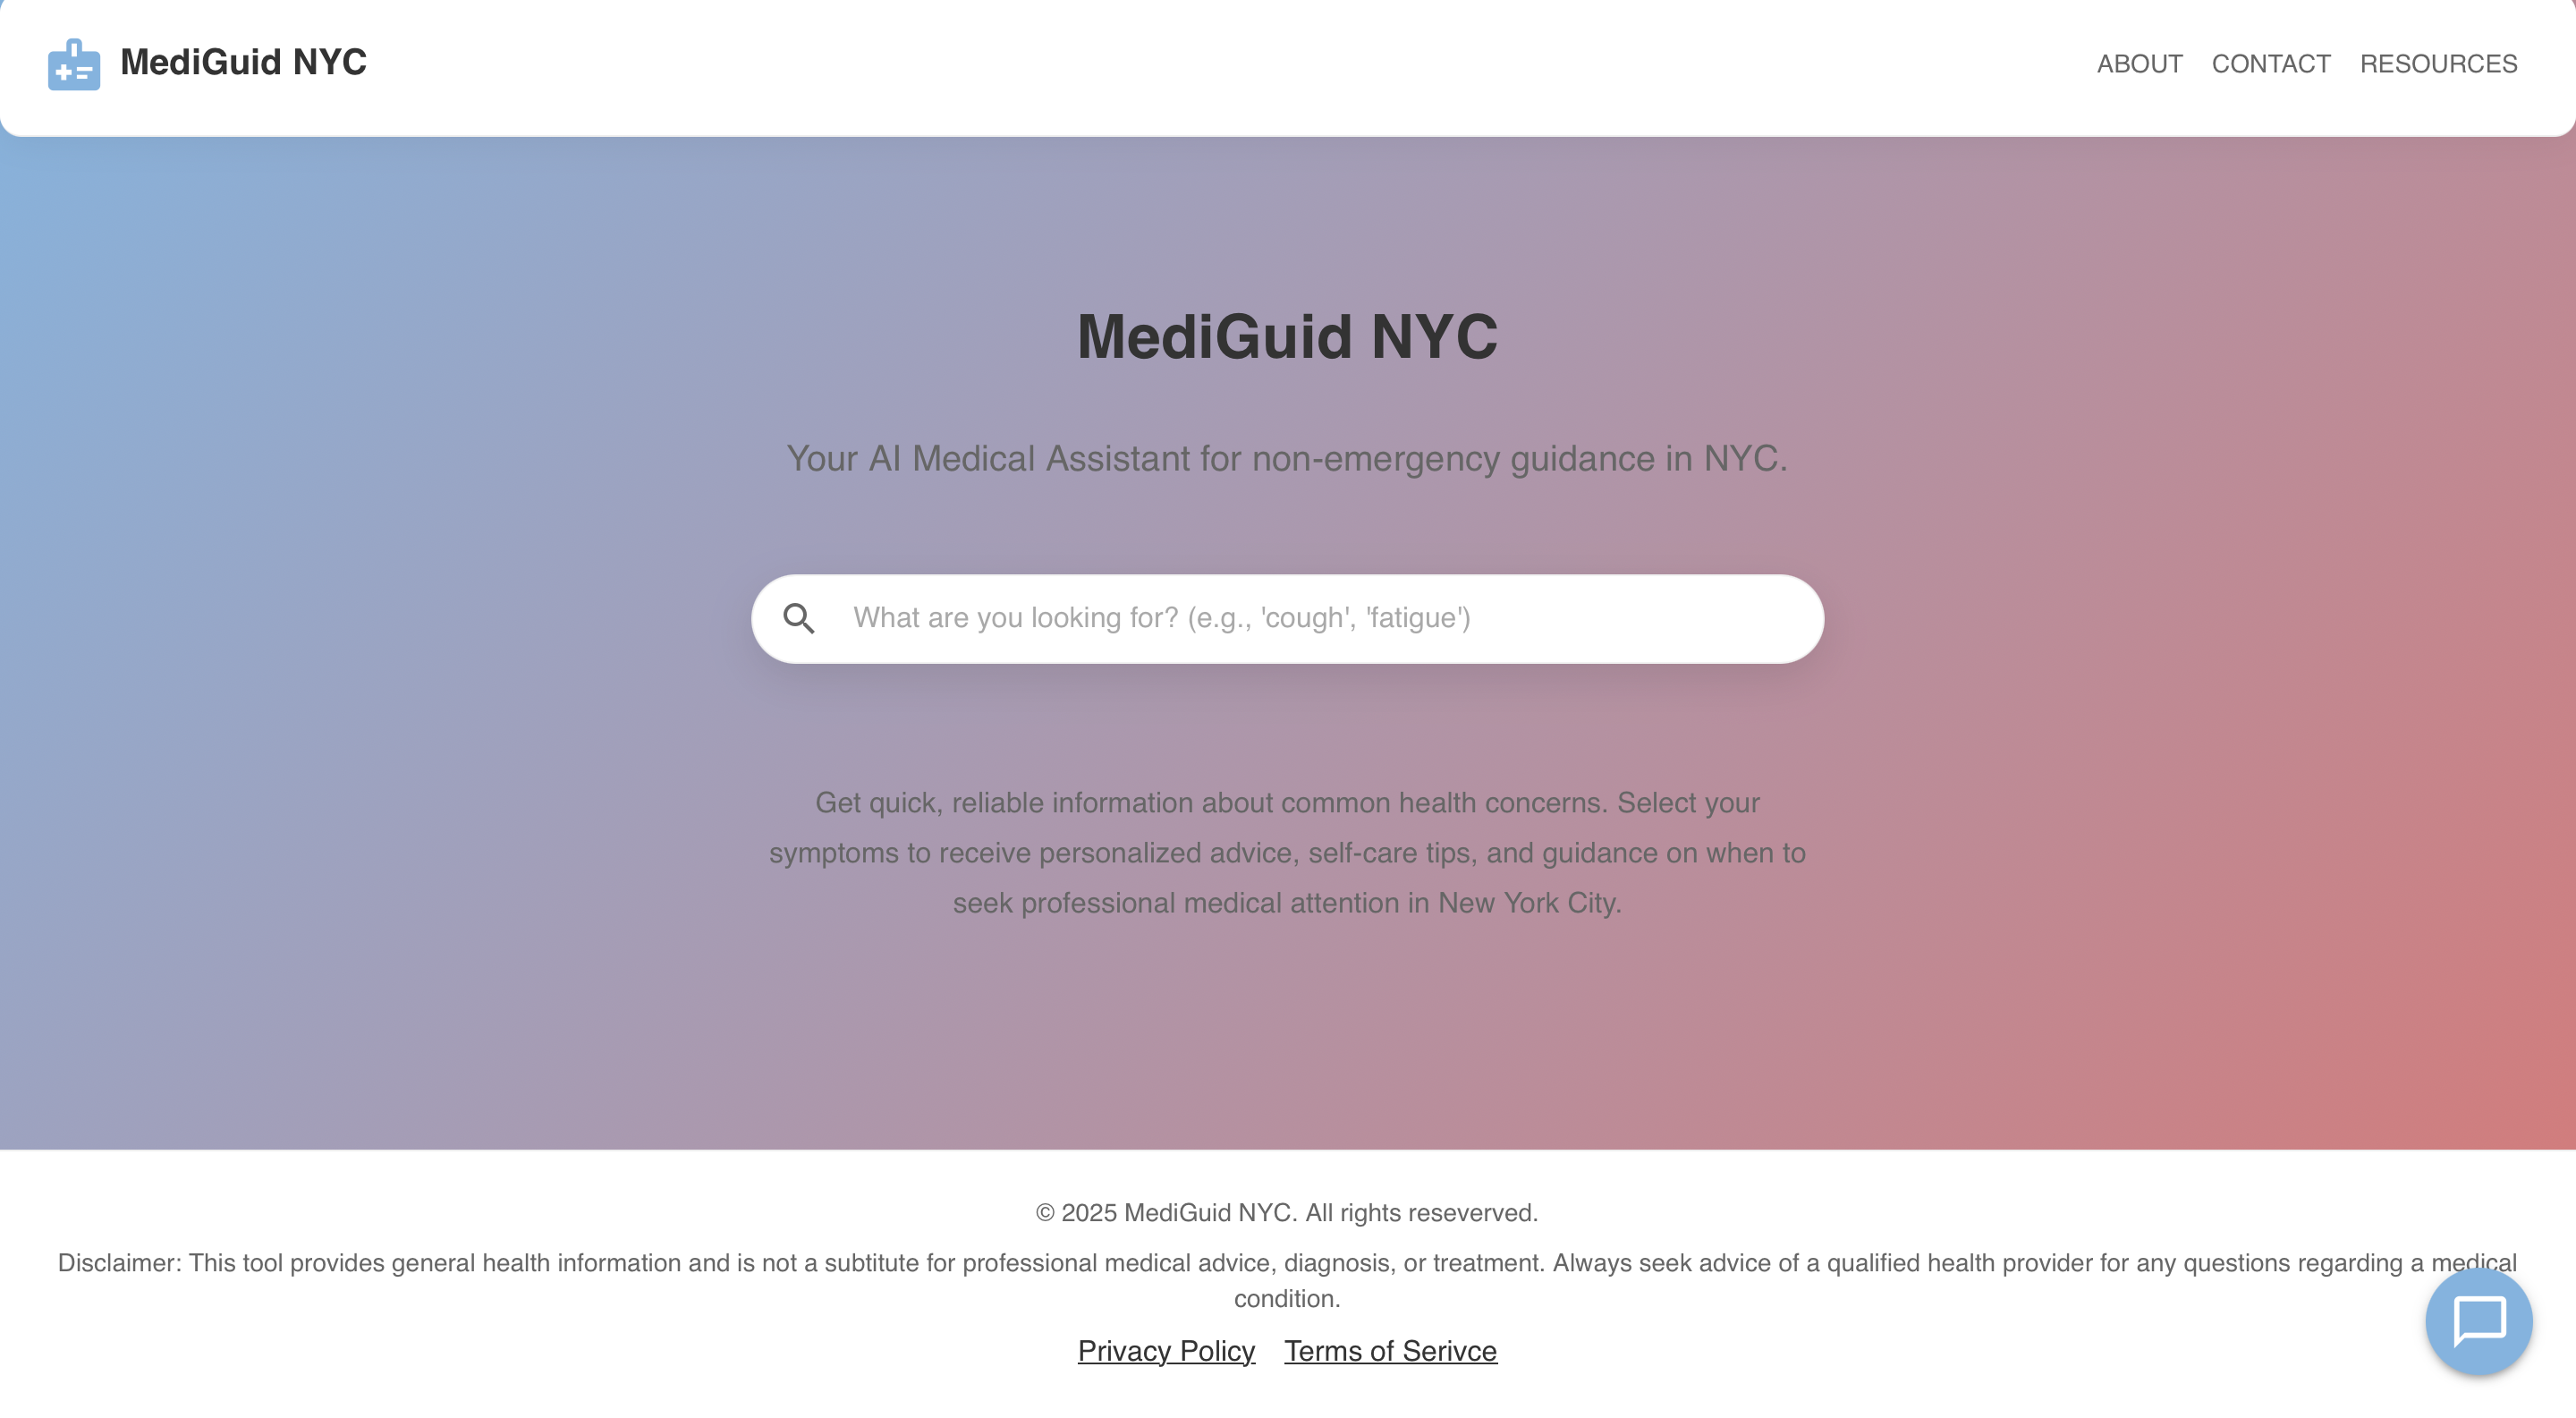 MediGuid NYC
ABOUT CONTACT RESOURCES
MediGuid NYC
Your AI Medical Assistant for non-emergency guidance in NYC.
What are you looking for? (e.g., 'cough', 'fatigue')
Get quick, reliable information about common health concerns. Select your
symptoms to receive personalized advice, self-care tips, and guidance on when to
seek professional medical attention in New York City.
© 2025 MediGuid NYC. All rights reseverved.
Disclaimer: This tool provides general health information and is not a subtitute for professional medical advice, diagnosis, or treatment. Always seek advice of a qualified health provider for any questions regarding a medical
condition.
Privacy Policy Terms of Serivce